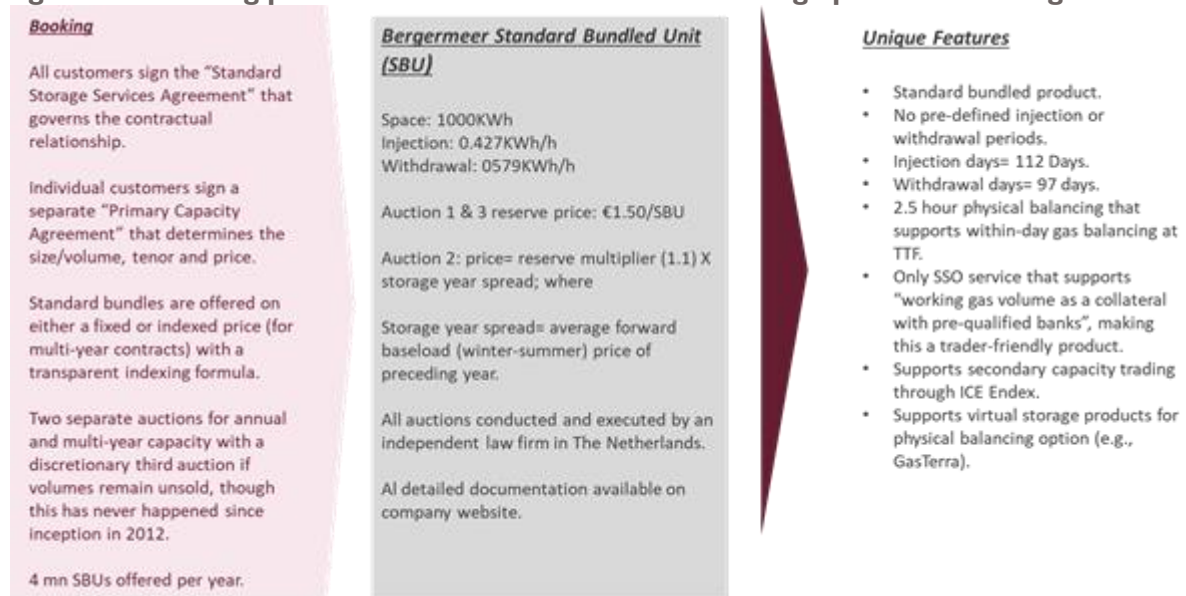 Booking
All customers sign the “Standard
Storage Services Agreement” that
governs the contractual
relationship.
Individual customers sign a
separate “Primary Capacity
Agreement” that determines the
size/volume, tenor and price.
Standard bundles are offered on
either a fixed or indexed price (for
multi-year contracts) with a
transparent indexing formula.
Two separate auctions for annual
and multi-year capacity with a
discretionary third auction if
volumes remain unsold, though
this has never happened since
inception in 2012.
4 mn SBUs offered per year.
Bergermeer Standard Bundled Unit
(SBU)
Space: 1000KWh
Injection: 0.427KWh/h
Withdrawal: 0579KWh/h
Auction 1 & 3 reserve price: €1.50/SBU
Auction 2: price= reserve multiplier (1.1) X
storage year spread; where
Storage year spread= average forward
baseload (winter-summer) price of
preceding year.
All auctions conducted and executed by an
independent law firm in The Netherlands.
Al detailed documentation available on
company website.
Unique Features
• Standard bundled product.
• No pre-defined injection or
withdrawal periods.
• Injection days= 112 Days.
• Withdrawal days= 97 days.
• 2.5 hour physical balancing that
supports within-day gas balancing at
TTF.
• Only SSO service that supports
“working gas volume as a collateral
with pre-qualified banks”, making
this a trader-friendly product.
• Supports secondary capacity trading
through ICE Endex.
• Supports virtual storage products for
physical balancing option (e.g.,
GasTerra).